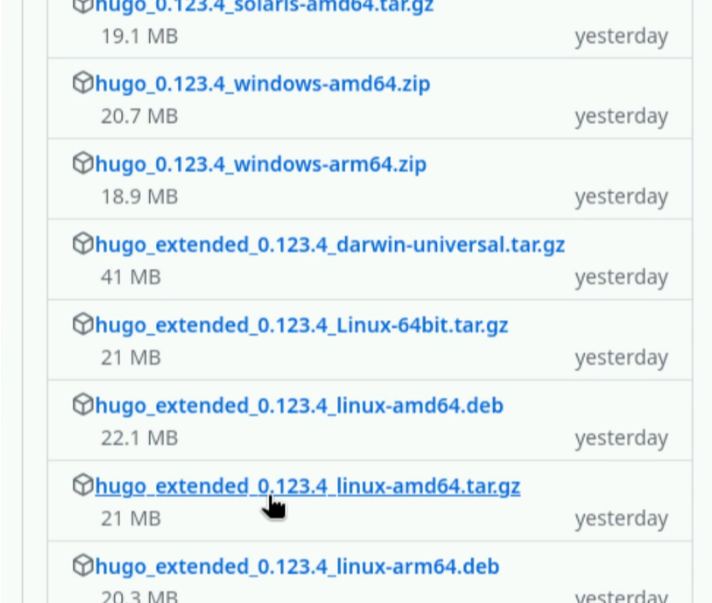 hugo_0.123.4_solaris-amd64.tar.gz
19.1 MB yesterday
hugo_0.123.4_windows-amd64.zip
20.7 MB yesterday
hugo_0.123.4_windows-arm64.zip
18.9 MB yesterday
hugo_extended_0.123.4_darwin-universal.tar.gz
41 MB yesterday
hugo_extended_0.123.4_Linux-64bit.tar.gz
21 MB yesterday
hugo_extended_0.123.4_linux-amd64.deb
22.1 MB yesterday
hugo_extended_0.123.4_linux-amd64.tar.gz
21 MB yesterday
hugo_extended_0.123.4_linux-arm64.deb
20.3 MB yesterday